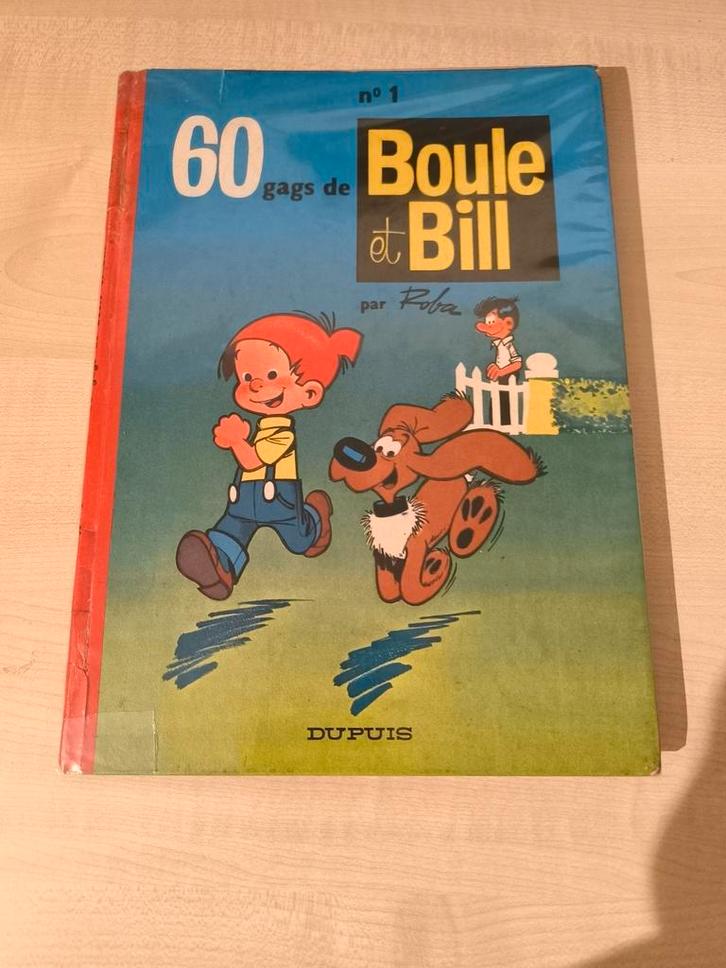 nº 1
60 gags de Boule
et Bill
par Roba
DUPUIS